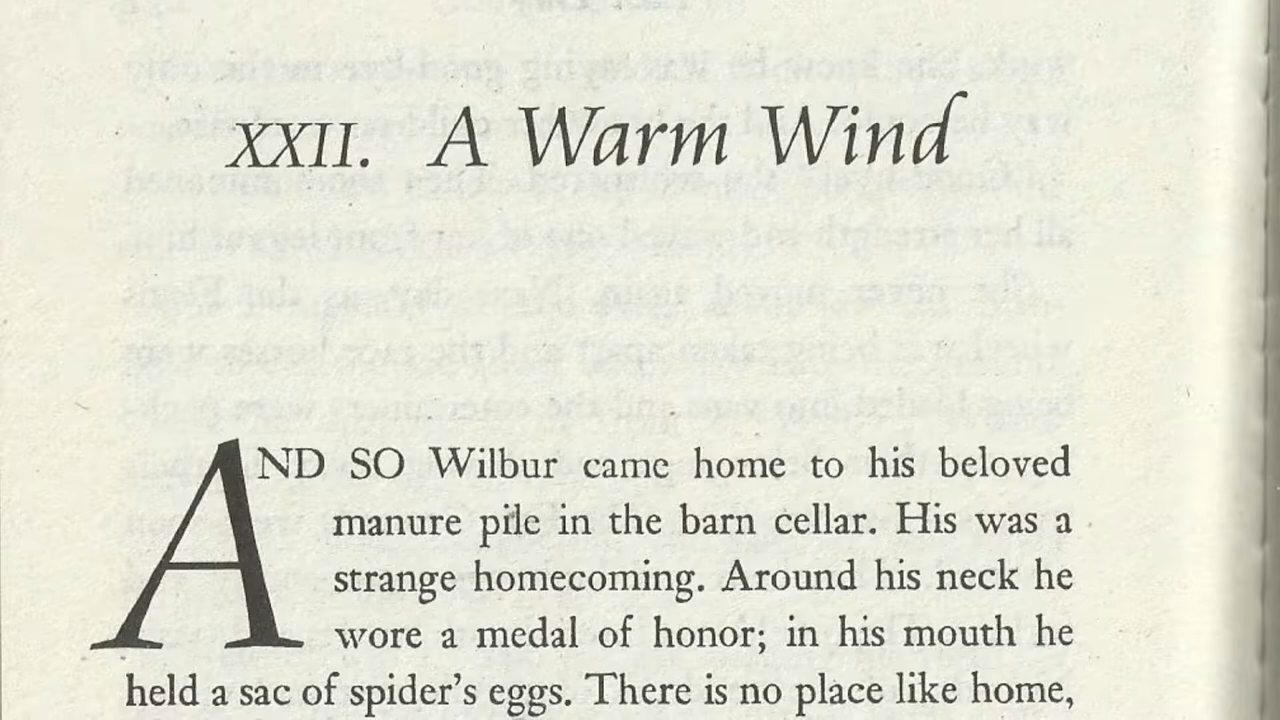 XXII. A Warm Wind
AND SO Wilbur came home to his beloved
manure pile in the barn cellar. His was a
strange homecoming. Around his neck he
wore a medal of honor; in his mouth he
held a sac of spider's eggs. There is no place like home,